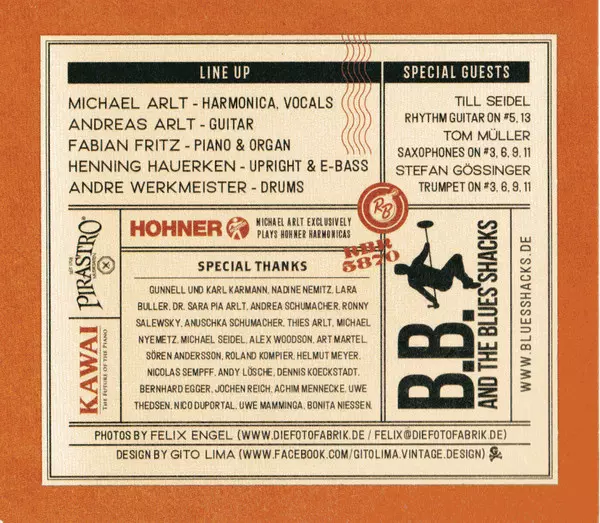 LINE UP
MICHAEL ARLT - HARMONICA, VOCALS
ANDREAS ARLT - GUITAR
FABIAN FRITZ - PIANO & ORGAN
HENNING HAUERKEN - UPRIGHT & E-BASS
ANDRE WERKMEISTER - DRUMS
SPECIAL GUESTS
TILL SEIDEL
RHYTHM GUITAR ON #5, 13
TOM MÜLLER
SAXOPHONES ON #3, 6, 9, 11
STEFAN GÖSSINGER
TRUMPET ON #3, 6, 9, 11
PIRASTRO®
KAWAI
THE FUTURE OF THE PIANO
HOHNER
MICHAEL ARLT EXCLUSIVELY
PLAYS HOHNER HARMONICAS
RB
RBR
5870
SPECIAL THANKS
GUNNELL UND KARL KARMANN, NADINE NEMITZ, LARA
BULLER, DR. SARA PIA ARLT, ANDREA SCHUMACHER, RONNY
SALEWSKY, ANUSCHKA SCHUMACHER, THIES ARLT, MICHAEL
NYEMETZ, MICHAEL SEIDEL, ALEX WOODSON, ART MARTEL,
SÖREN ANDERSSON, ROLAND KOMPIER, HELMUT MEYER,
NICOLAS SEMPFF, ANDY LÖSCHE, DENNIS KOECKSTADT,
BERNHARD EGGER, JOCHEN REICH, ACHIM MENNECKE, UWE
THEDSEN, NICO DUPORTAL, UWE MAMMINGA, BONITA NIESSEN,
B.B.
AND THE BLUES SHACKS
WWW.BLUESSHACKS.DE
PHOTOS BY FELIX ENGEL (WWW.DIEFOTOFABRIK.DE / FELIX@DIEFOTOFABRIK.DE)
DESIGN BY GITO LIMA (WWW.FACEBOOK.COM/GITOLIMA.VINTAGE.DESIGN)